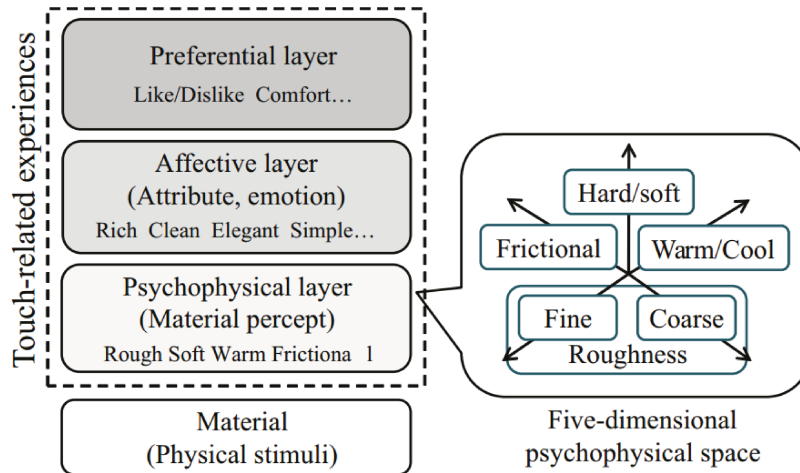 Touch-related experiences
Preferential layer
Like/Dislike Comfort…
Affective layer
(Attribute, emotion)
Rich Clean Elegant Simple…
Psychophysical layer
(Material percept)
Rough Soft Warm Frictiona l
Material
(Physical stimuli)
Hard/soft
Frictional
Warm/Cool
Fine
Coarse
Roughness
Five-dimensional
psychophysical space